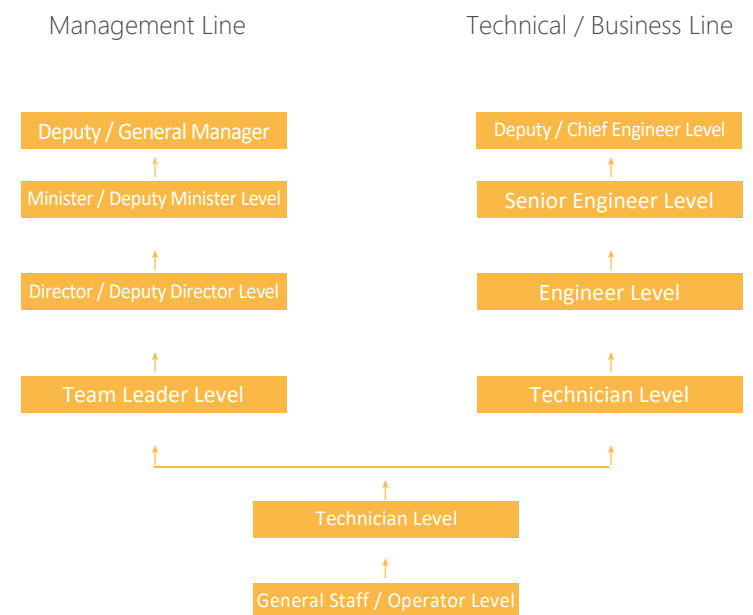 Management Line
Technical / Business Line
Deputy / General Manager
Deputy / Chief Engineer Level
Minister / Deputy Minister Level
Senior Engineer Level
Director / Deputy Director Level
Engineer Level
Team Leader Level
Technician Level
Technician Level
General Staff / Operator Level